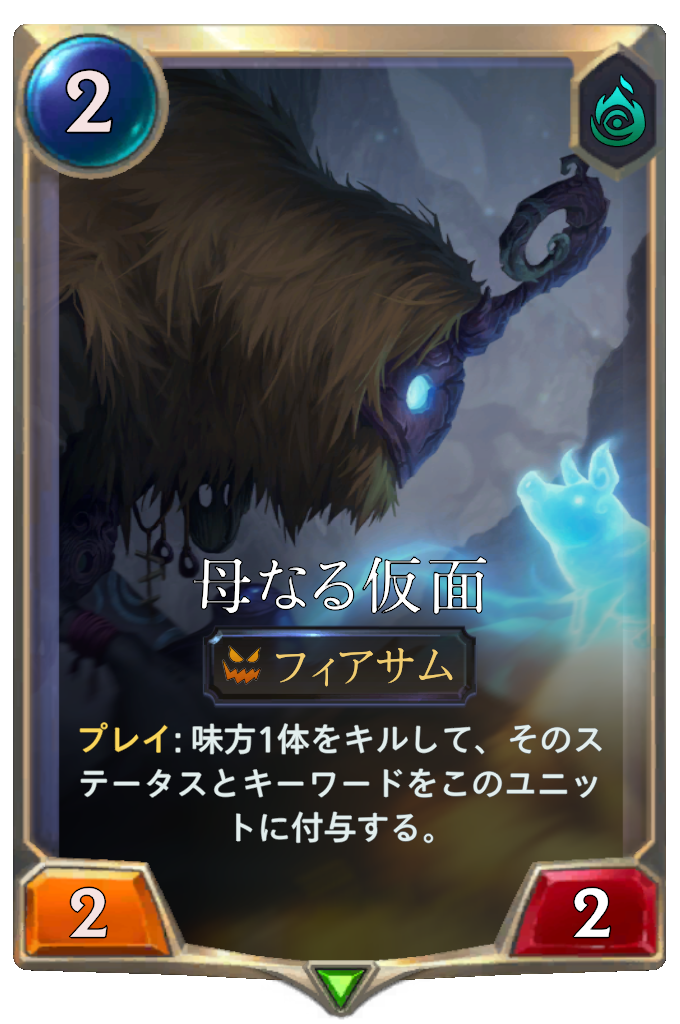 2
母なる仮面
フィアサム
プレイ: 味方1体をキルして、そのス
テータスとキーワードをこのユニッ
トに付与する。
2
2